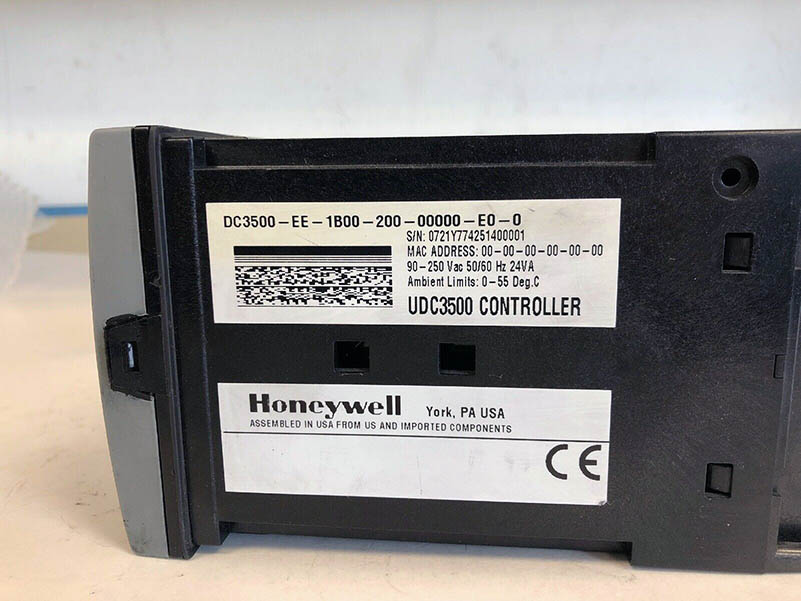 DC3500-EE-1B00-200-00000-E0-0
S/N: 0721Y774251400001
MAC ADDRESS: 00-00-00-00-00-00
90-250 Vac 50/60 Hz 24VA
Ambient Limits: 0-55 Deg.C
UDC3500 CONTROLLER
Honeywell York, PA USA
ASSEMBLED IN USA FROM US AND IMPORTED COMPONENTS
CE